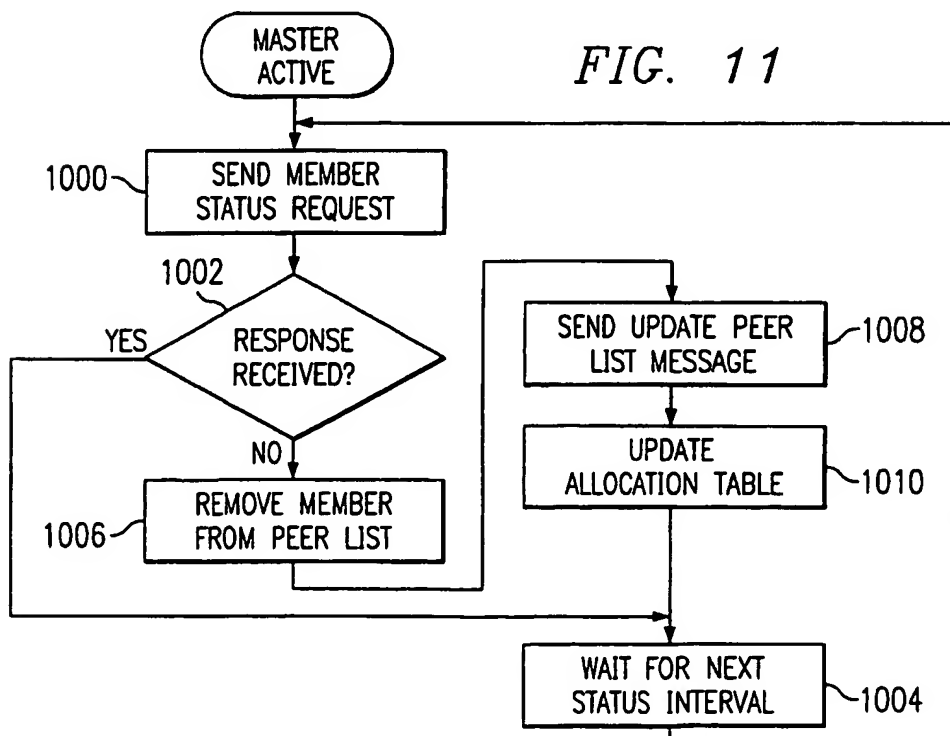 MASTER
ACTIVE
FIG. 11
1000
SEND MEMBER
STATUS REQUEST
1002
YES
RESPONSE
RECEIVED?
NO
1006
REMOVE MEMBER
FROM PEER LIST
SEND UPDATE PEER
LIST MESSAGE
1008
UPDATE
ALLOCATION TABLE
1010
WAIT FOR NEXT
STATUS INTERVAL
1004